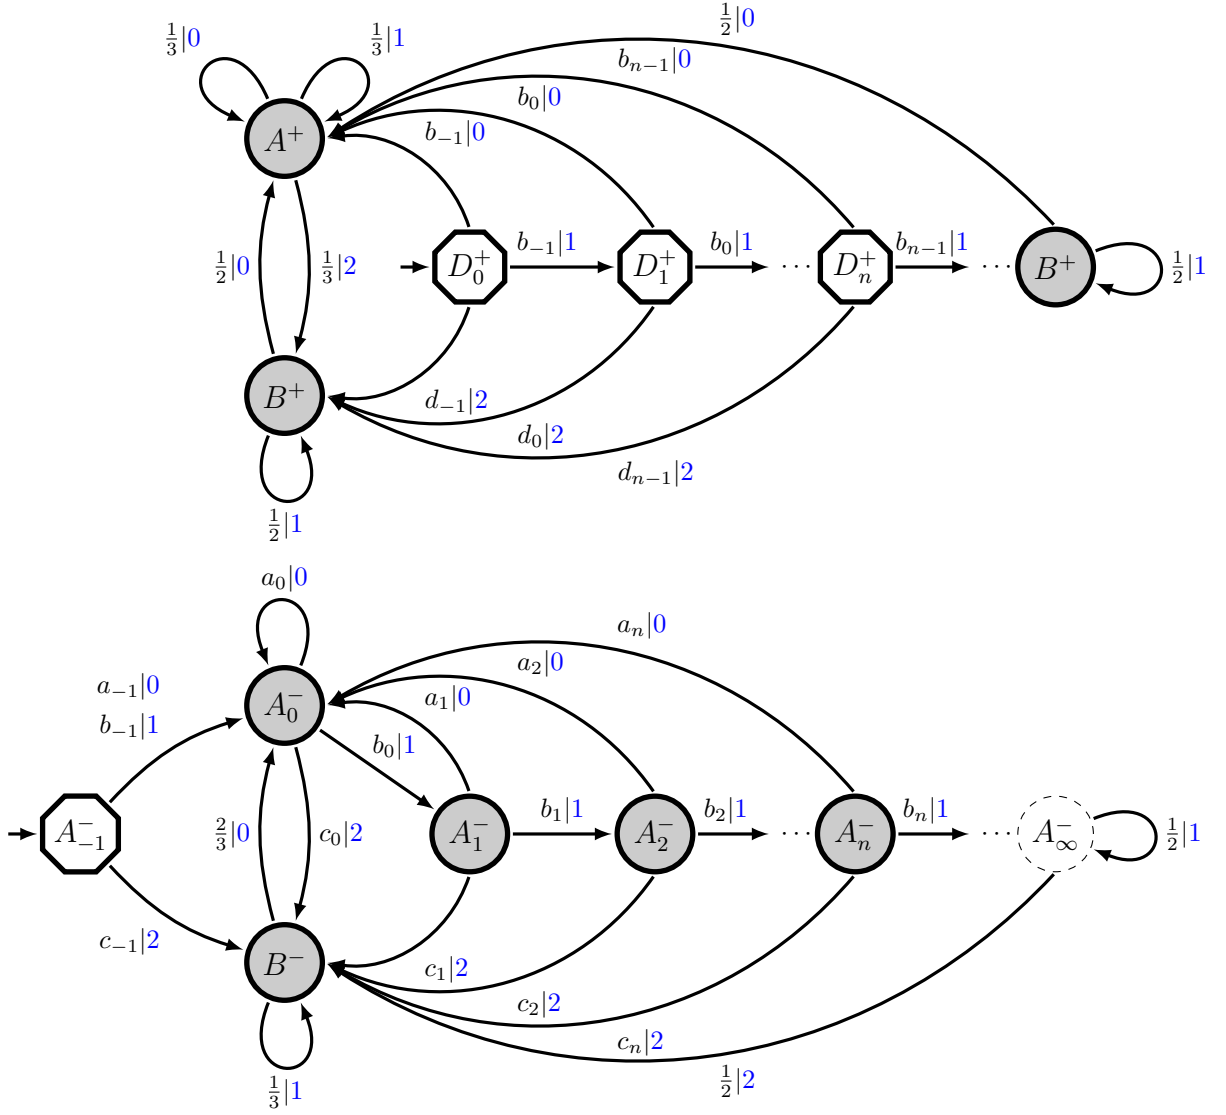 1/2|0
1/3|0
1/3|1
b_{n−1}|0
b_0|0
b_{−1}|0
A^+
1/2|0
1/3|2
D_0^+
b_{−1}|1
D_1^+
b_0|1
···
D_n^+
b_{n−1}|1
···
B^+
1/2|1
B^+
d_{−1}|2
d_0|2
d_{n−1}|2
1/2|1
a_0|0
a_n|0
a_2|0
a_1|0
a_{−1}|0
b_{−1}|1
A_0^−
b_0|1
A_{−1}^−
2/3|0
c_0|2
A_1^−
b_1|1
A_2^−
b_2|1
···
A_n^−
b_n|1
···
A_∞^−
1/2|1
c_{−1}|2
B^−
c_1|2
c_2|2
c_n|2
1/2|2
1/3|1